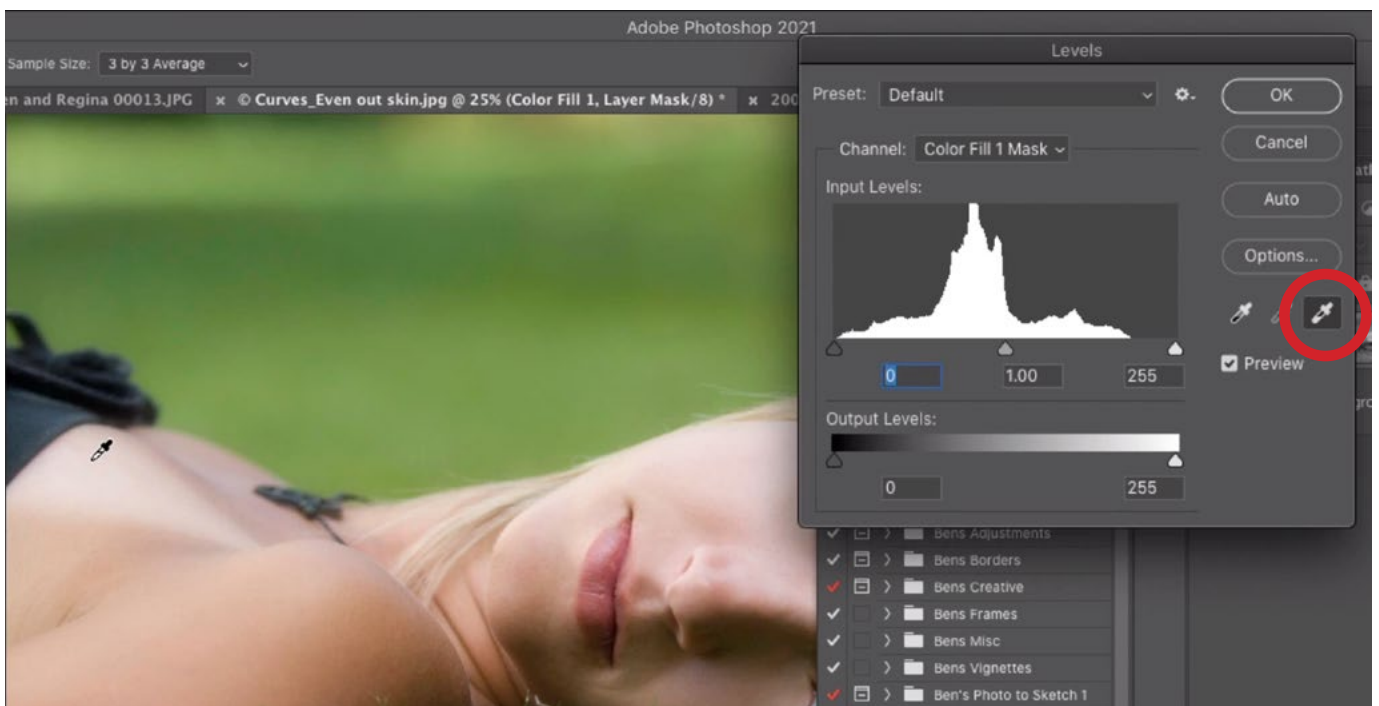 Adobe Photoshop 2021
Sample Size: 3 by 3 Average
en and Regina 00013.JPG × © Curves_Even out skin.jpg @ 25% (Color Fill 1, Layer Mask/8) * × 200
Levels
Preset: Default
OK
Channel: Color Fill 1 Mask
Cancel
Input Levels:
Auto
Options...
0 1.00 255
Preview
Output Levels:
0 255
Bens Adjustments
Bens Borders
Bens Creative
Bens Frames
Bens Misc
Bens Vignettes
Ben's Photo to Sketch 1